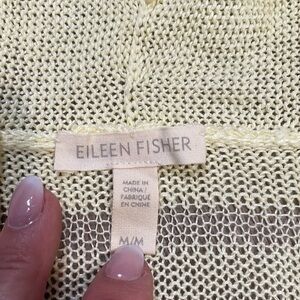 EILEEN FISHER
MADE IN
CHINA/
FABRIQUÉ
EN CHINE
M/M